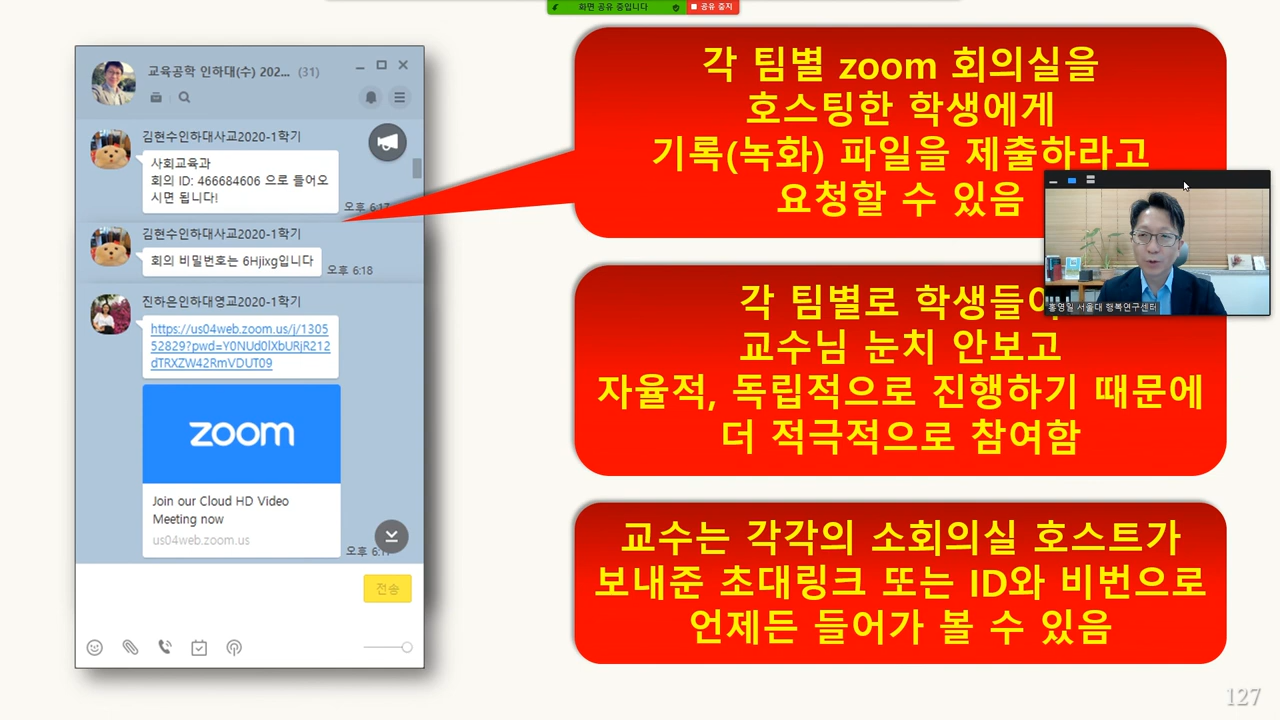 화면 공유 중입니다
공유 중지
교육공학 인하대(수) 202... (31)
김현수인하대사교2020-1학기
사회교육과
회의 ID: 466684606 으로 들어오
시면 됩니다!
오후 6:17
김현수인하대사교2020-1학기
회의 비밀번호는 6Hjixg입니다
오후 6:18
진하은인하대영교2020-1학기
https://us04web.zoom.us/j/1305
52829?pwd=Y0NUd0lXbURjR212
dTRXZW42RmVDUT09
zoom
Join our Cloud HD Video
Meeting now
us04web.zoom.us
오후 6:1
전송
각 팀별 zoom 회의실을
호스팅한 학생에게
기록(녹화) 파일을 제출하라고
요청할 수 있음
홍영일 서울대 행복연구센터
각 팀별로 학생들이
교수님 눈치 안보고
자율적, 독립적으로 진행하기 때문에
더 적극적으로 참여함
교수는 각각의 소회의실 호스트가
보내준 초대링크 또는 ID와 비번으로
언제든 들어가 볼 수 있음
127